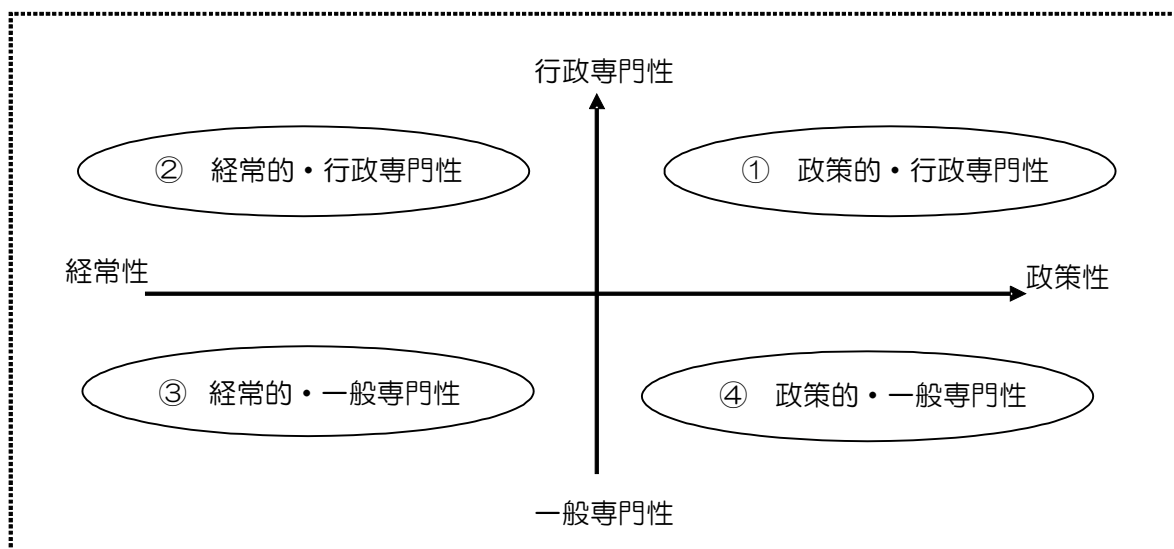 行政専門性
② 経常的・行政専門性
① 政策的・行政専門性
経常性
政策性
③ 経常的・一般専門性
④ 政策的・一般専門性
一般専門性